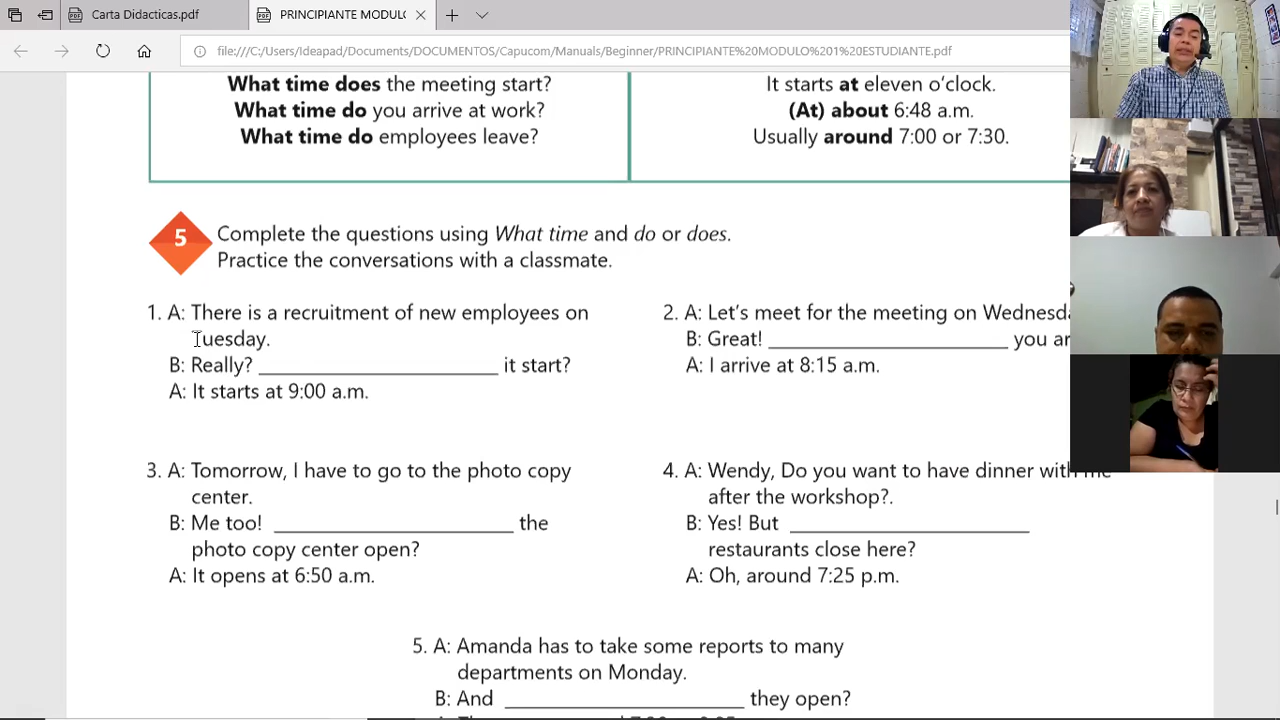 Carta Didacticas.pdf
PRINCIPIANTE MODULO
file:///C:/Users/Ideapad/Documents/DOCUMENTS/Capucom/Manuals/Beginner/PRINCIPIANTE%20MODULO%201%20ESTUDIANTE.pdf
What time does the meeting start?
What time do you arrive at work?
What time do employees leave?
It starts at eleven o'clock.
(At) about 6:48 a.m.
Usually around 7:00 or 7:30.
5
Complete the questions using What time and do or does.
Practice the conversations with a classmate.
1. A: There is a recruitment of new employees on
Tuesday.
B: Really? ______________________ it start?
A: It starts at 9:00 a.m.
2. A: Let's meet for the meeting on
B: Great! ______________________ you
A: I arrive at 8:15 a.m.
3. A: Tomorrow, I have to go to the photo copy
center.
B: Me too! ______________________ the
photo copy center open?
A: It opens at 6:50 a.m.
4. A: Wendy, Do you want to have dinner with me
after the workshop?.
B: Yes! But ______________________
restaurants close here?
A: Oh, around 7:25 p.m.
5. A: Amanda has to take some reports to many
departments on Monday.
B: And ______________________ they open?